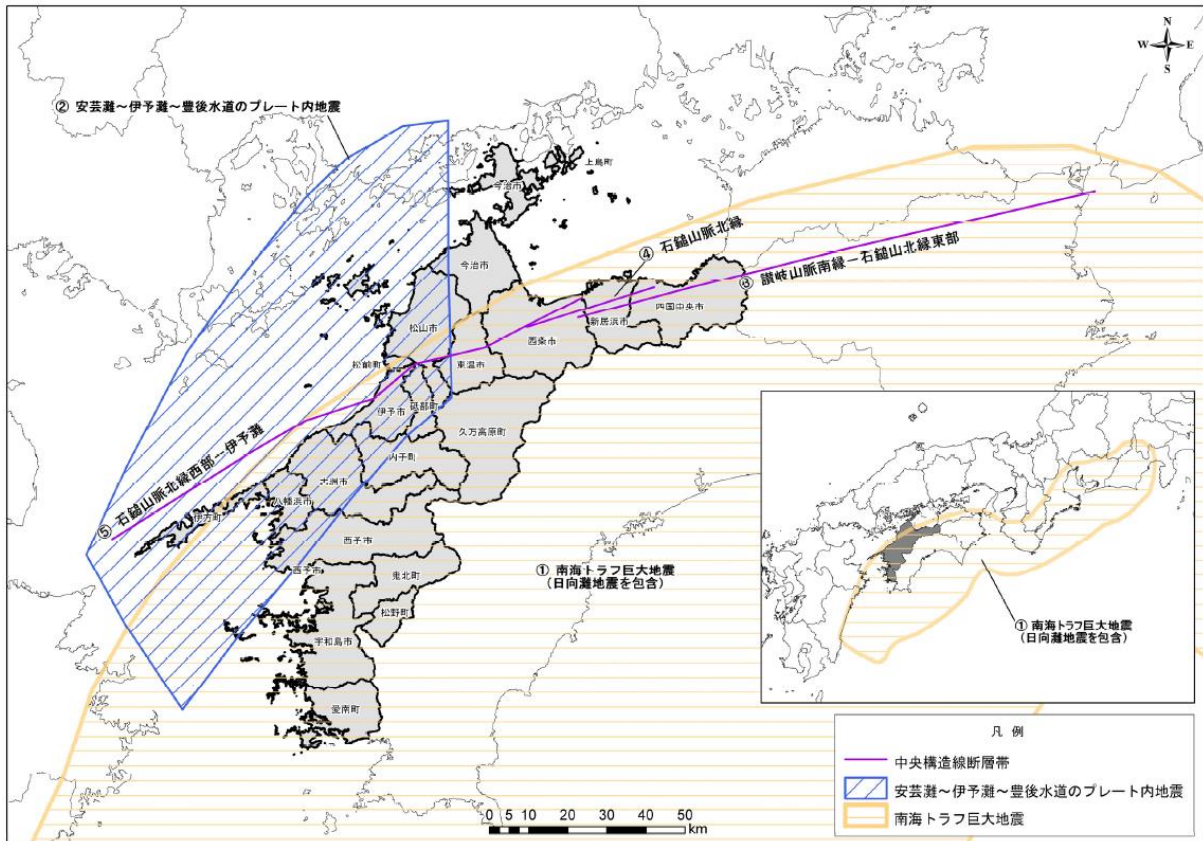 N
W E
S
② 安芸灘～伊予灘～豊後水道のプレート内地震
上島町
今治市
④ 石鎚山脈北縁
今治市
③ 讃岐山脈南縁－石鎚山北縁東部
四国中央市
新居浜市
松山市
西条市
松前町
東温市
伊予市
砥部町
久万高原町
内子町
⑤ 石鎚山脈北縁西部－伊予灘
大洲市
八幡浜市
伊方町
西予市
西予市
鬼北町
① 南海トラフ巨大地震
（日向灘地震を包含）
松野町
宇和島市
愛南町
① 南海トラフ巨大地震
（日向灘地震を包含）
凡 例
中央構造線断層帯
安芸灘～伊予灘～豊後水道のプレート内地震
南海トラフ巨大地震
0 5 10 20 30 40 50
km